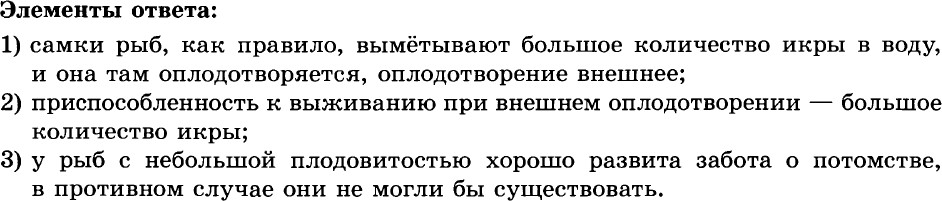 Элементы ответа:
1) самки рыб, как правило, вымётывают большое количество икры в воду,
и она там оплодотворяется, оплодотворение внешнее;
2) приспособленность к выживанию при внешнем оплодотворении — большое
количество икры;
3) у рыб с небольшой плодовитостью хорошо развита забота о потомстве,
в противном случае они не могли бы существовать.